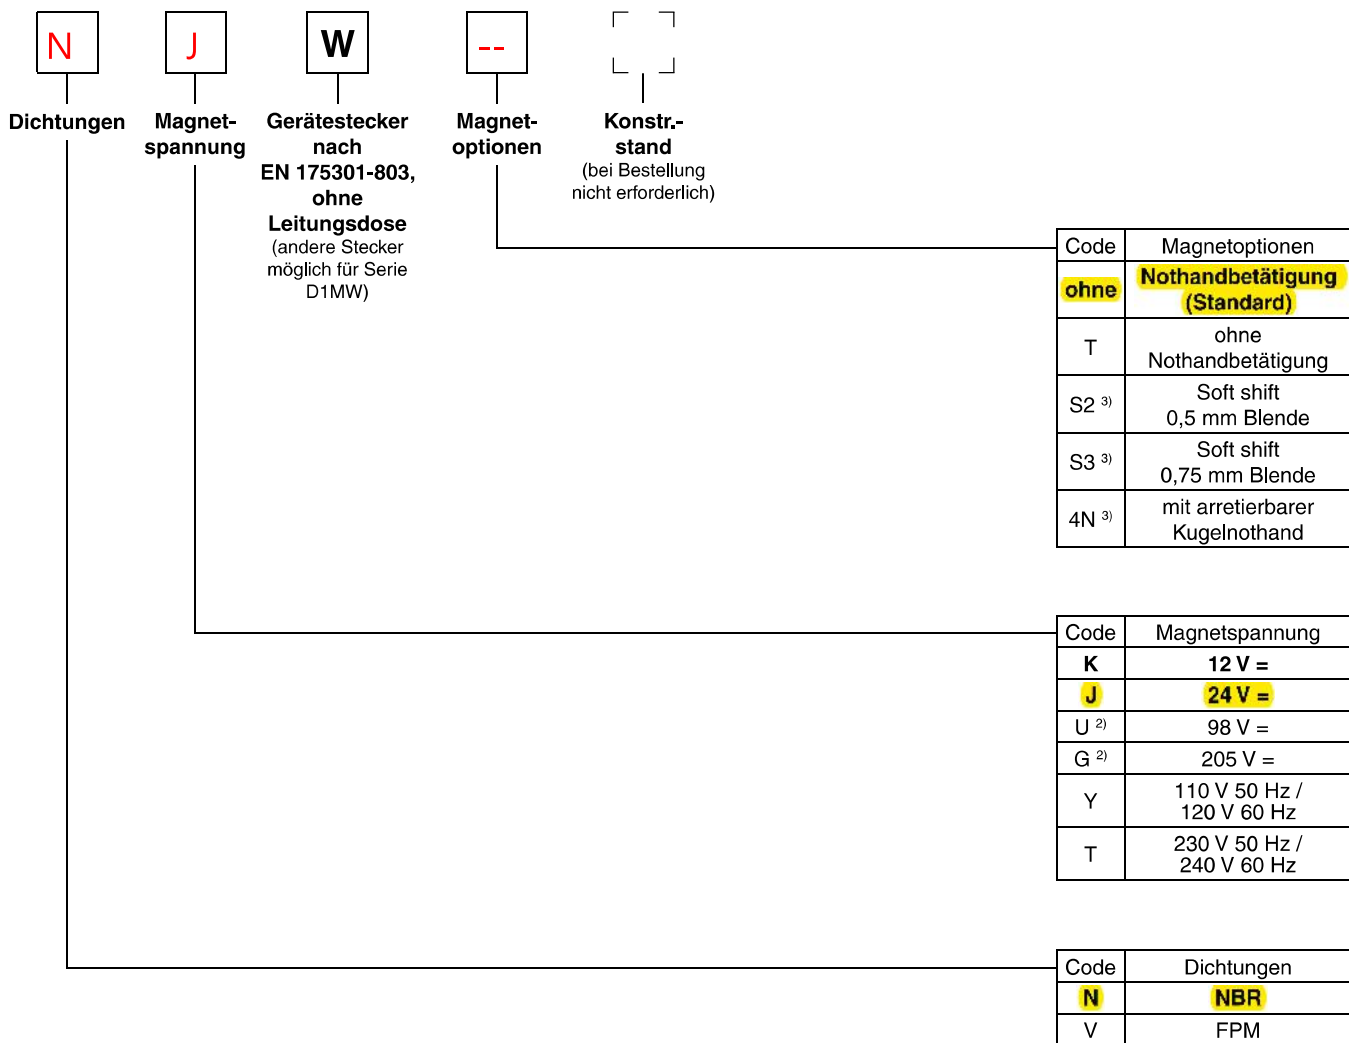 N J W --
Dichtungen
Magnet-
spannung
Gerätestecker
nach
EN 175301-803,
ohne
Leitungsdose
(andere Stecker
möglich für Serie
D1MW)
Magnet-
optionen
Konstr.-
stand
(bei Bestellung
nicht erforderlich)
Code Magnetoptionen
ohne Nothandbetätigung
(Standard)
T ohne
Nothandbetätigung
S2 3) Soft shift
0,5 mm Blende
S3 3) Soft shift
0,75 mm Blende
4N 3) mit arretierbarer
Kugelnothand
Code Magnetspannung
K 12 V =
J 24 V =
U 2) 98 V =
G 2) 205 V =
Y 110 V 50 Hz /
120 V 60 Hz
T 230 V 50 Hz /
240 V 60 Hz
Code Dichtungen
N NBR
V FPM